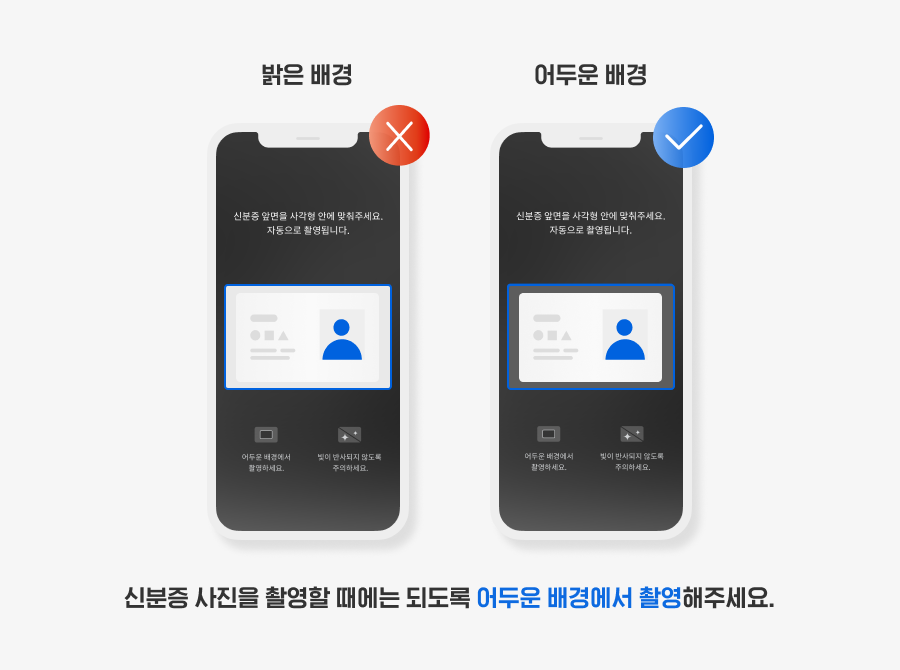 밝은 배경
어두운 배경
신분증 앞면을 사각형 안에 맞춰주세요.
자동으로 촬영됩니다.
어두운 배경에서
촬영하세요.
빛이 반사되지 않도록
주의하세요.
신분증 앞면을 사각형 안에 맞춰주세요.
자동으로 촬영됩니다.
어두운 배경에서
촬영하세요.
빛이 반사되지 않도록
주의하세요.
신분증 사진을 촬영할 때에는 되도록 어두운 배경에서 촬영해주세요.